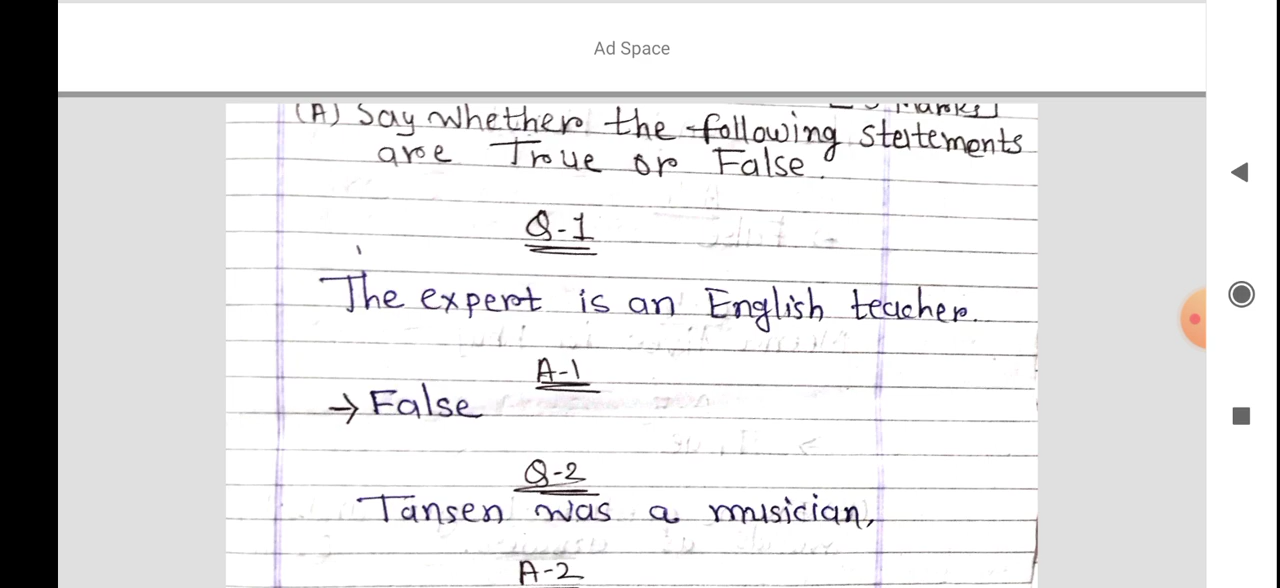 Ad Space
Marks]
(A) Say whether the following statements
are True or False.
Q-1
The expert is an English teacher.
A-1
→ False
Q-2
Tansen was a musician,
A-2